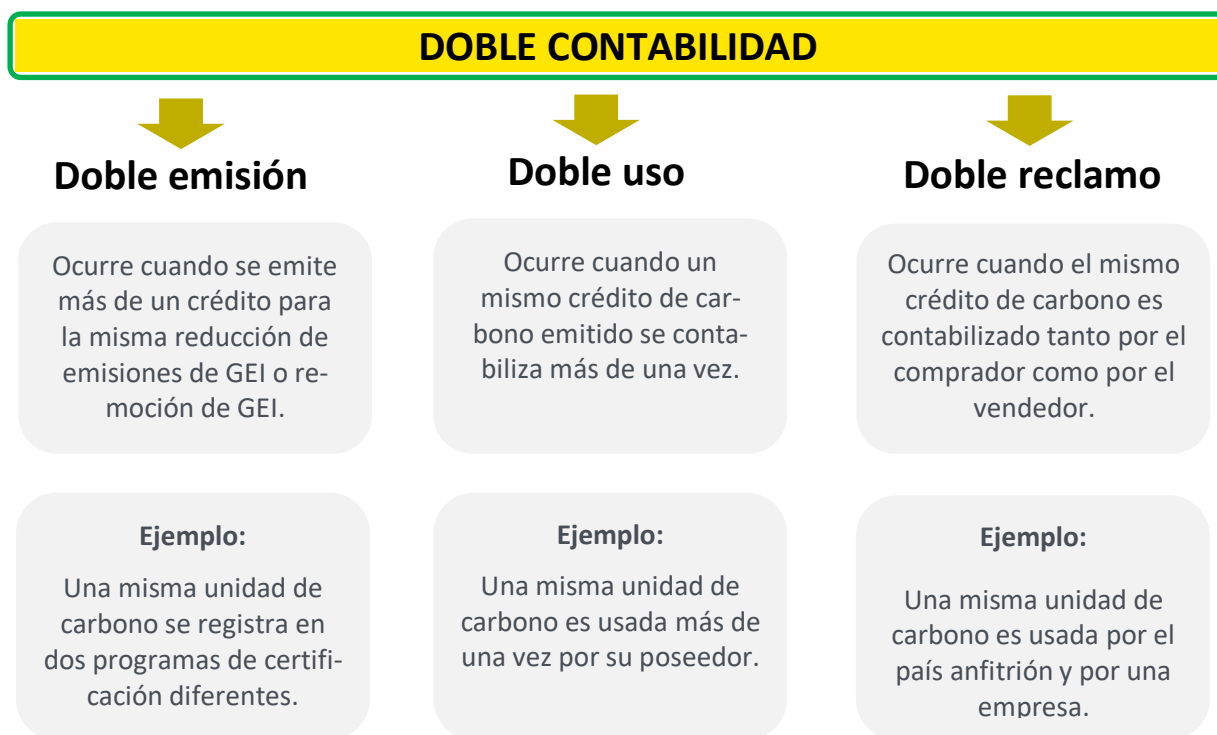 DOBLE CONTABILIDAD
Doble emisión
Ocurre cuando se emite
más de un crédito para
la misma reducción de
emisiones de GEI o re-
moción de GEI.
Ejemplo:
Una misma unidad de
carbono se registra en
dos programas de certifi-
cación diferentes.
Doble uso
Ocurre cuando un
mismo crédito de car-
bono emitido se conta-
biliza más de una vez.
Ejemplo:
Una misma unidad de
carbono es usada más de
una vez por su poseedor.
Doble reclamo
Ocurre cuando el mismo
crédito de carbono es
contabilizado tanto por el
comprador como por el
vendedor.
Ejemplo:
Una misma unidad de
carbono es usada por el
país anfitrión y por una
empresa.